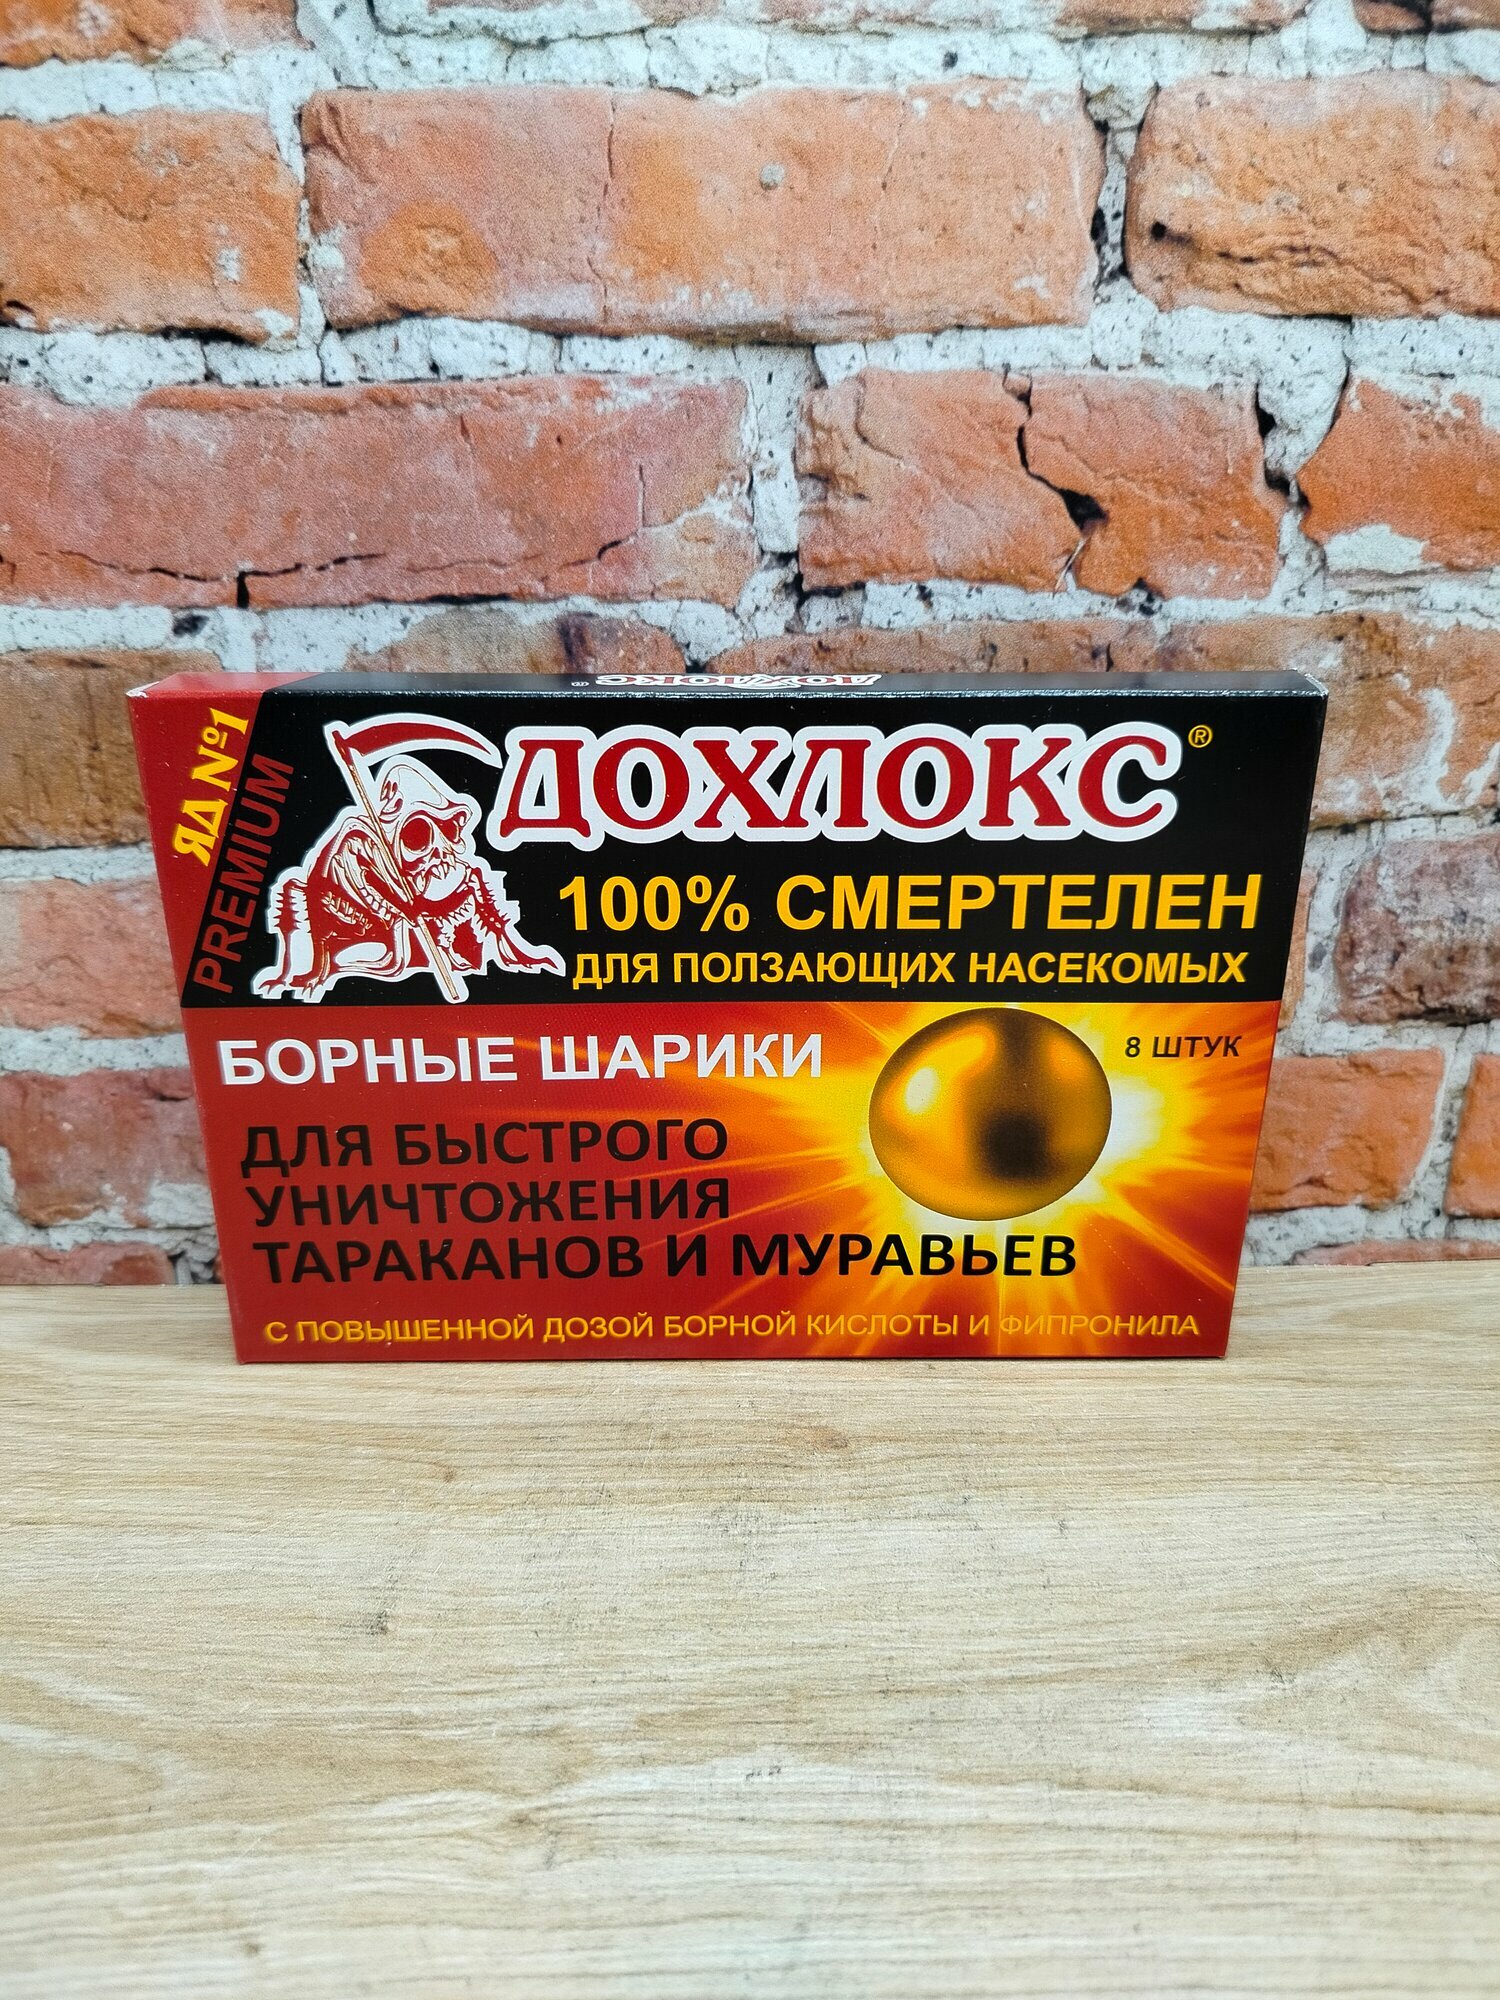 ДОХЛОКС ®
ЯД №1
PREMIUM
ДОХЛОКС ®
100% СМЕРТЕЛЕН
ДЛЯ ПОЛЗАЮЩИХ НАСЕКОМЫХ
БОРНЫЕ ШАРИКИ
8 ШТУК
ДЛЯ БЫСТРОГО
УНИЧТОЖЕНИЯ
ТАРАКАНОВ И МУРАВЬЕВ
С ПОВЫШЕННОЙ ДОЗОЙ БОРНОЙ КИСЛОТЫ И ФИПРОНИЛА